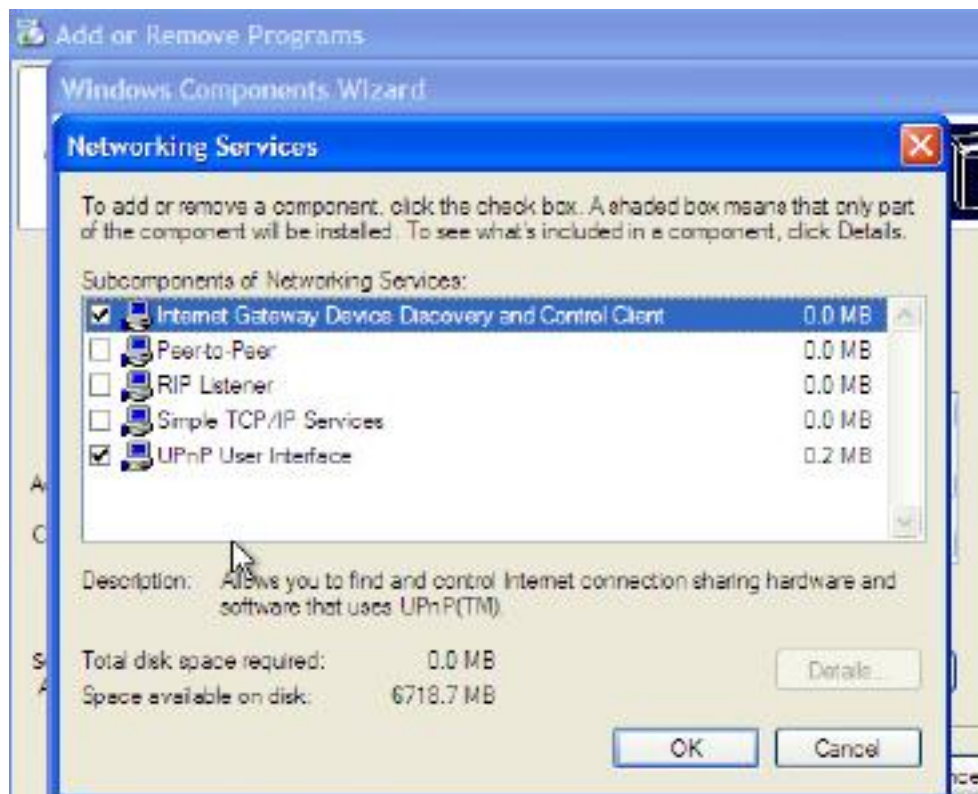 Add or Remove Programs
Windows Components Wizard
Networking Services
To add or remove a component, click the check box. A shaded box means that only part
of the component will be installed. To see what's included in a component, click Details.
Subcomponents of Networking Services:
Internet Gateway Device Discovery and Control Client 0.0 MB
Peer-to-Peer 0.0 MB
RIP Listener 0.0 MB
Simple TCP/IP Services 0.0 MB
UPnP User Interface 0.2 MB
Description: Allows you to find and control Internet connection sharing hardware and
software that uses UPnP(TM)
Total disk space required: 0.0 MB
Details...
Space available on disk: 6718.7 MB
OK Cancel